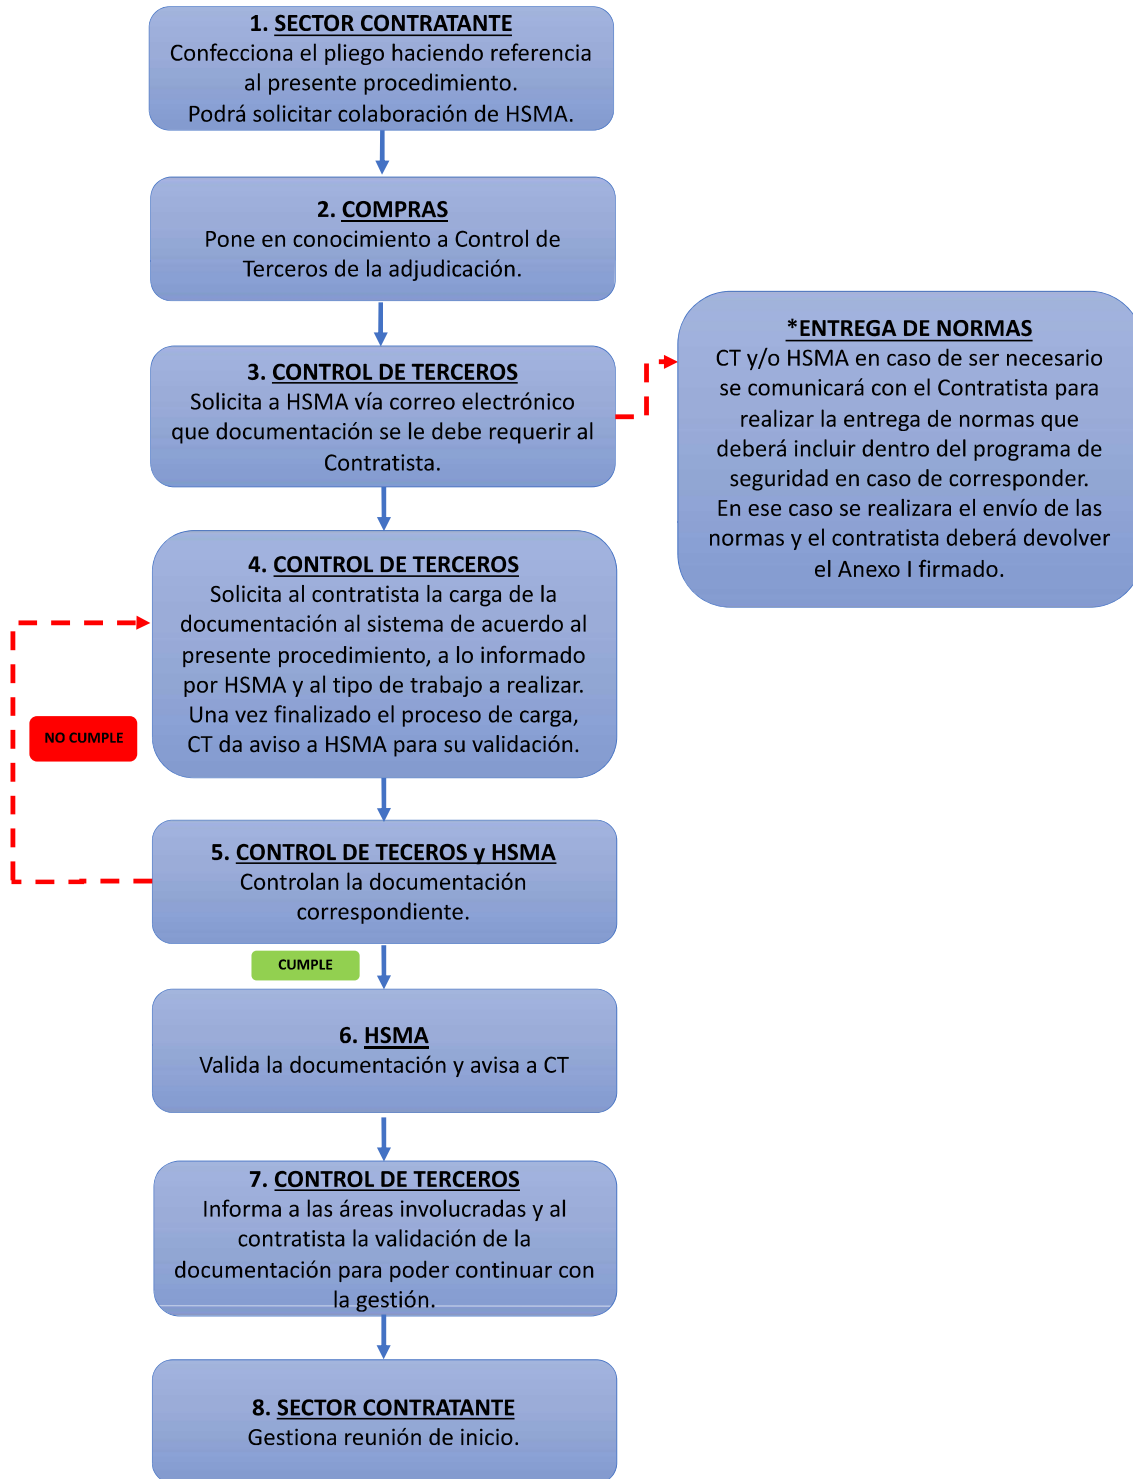 1. SECTOR CONTRATANTE
Confecciona el pliego haciendo referencia
al presente procedimiento.
Podrá solicitar colaboración de HSMA.
2. COMPRAS
Pone en conocimiento a Control de
Terceros de la adjudicación.
3. CONTROL DE TERCEROS
Solicita a HSMA vía correo electrónico
que documentación se le debe requerir al
Contratista.
*ENTREGA DE NORMAS
CT y/o HSMA en caso de ser necesario
se comunicará con el Contratista para
realizar la entrega de normas que
deberá incluir dentro del programa de
seguridad en caso de corresponder.
En ese caso se realizara el envío de las
normas y el contratista deberá devolver
el Anexo I firmado.
4. CONTROL DE TERCEROS
Solicita al contratista la carga de la
documentación al sistema de acuerdo al
presente procedimiento, a lo informado
por HSMA y al tipo de trabajo a realizar.
Una vez finalizado el proceso de carga,
CT da aviso a HSMA para su validación.
NO CUMPLE
5. CONTROL DE TECEROS y HSMA
Controlan la documentación
correspondiente.
CUMPLE
6. HSMA
Valida la documentación y avisa a CT
7. CONTROL DE TERCEROS
Informa a las áreas involucradas y al
contratista la validación de la
documentación para poder continuar con
la gestión.
8. SECTOR CONTRATANTE
Gestiona reunión de inicio.